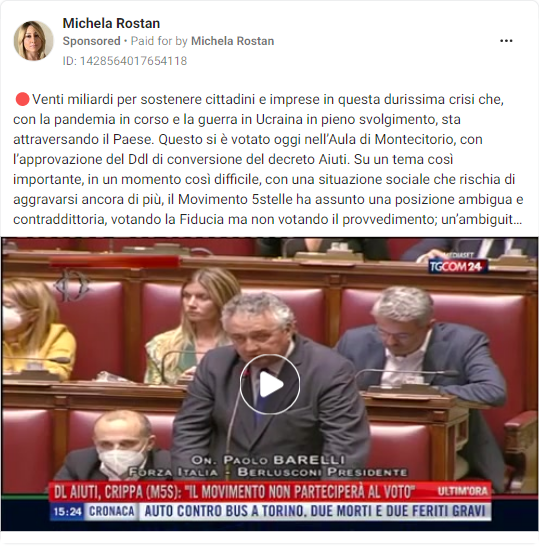 Michela Rostan
Sponsored • Paid for by Michela Rostan
ID: 1428564017654118
🔴Venti miliardi per sostenere cittadini e imprese in questa durissima crisi che,
con la pandemia in corso e la guerra in Ucraina in pieno svolgimento, sta
attraversando il Paese. Questo si è votato oggi nell'Aula di Montecitorio, con
l'approvazione del Ddl di conversione del decreto Aiuti. Su un tema così
importante, in un momento così difficile, con una situazione sociale che rischia di
aggravarsi ancora di più, il Movimento 5stelle ha assunto una posizione ambigua e
contraddittoria, votando la Fiducia ma non votando il provvedimento; un'ambiguit...
MEDIASET
TGCOM24
On. Paolo BARELLI
Forza Italia - Berlusconi Presidente
DL AIUTI, CRIPPA (M5S): "IL MOVIMENTO NON PARTECIPERÀ AL VOTO" ULTIM'ORA
15:24 CRONACA AUTO CONTRO BUS A TORINO, DUE MORTI E DUE FERITI GRAVI